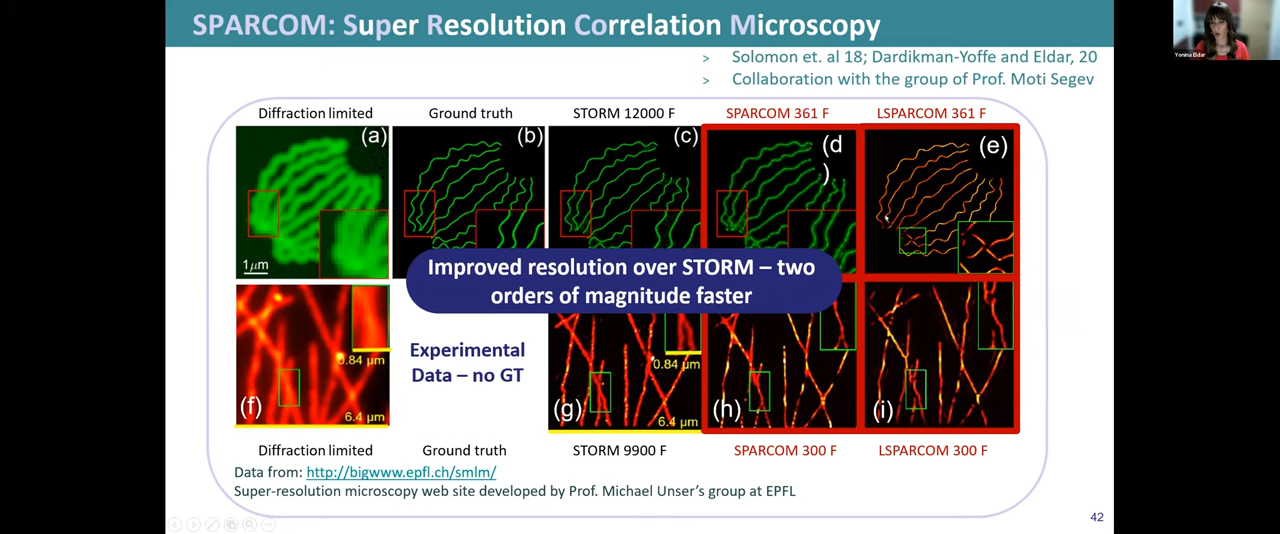 SPARCOM: Super Resolution Correlation Microscopy
> Solomon et. al 18; Dardikman-Yoffe and Eldar, 20
> Collaboration with the group of Prof. Moti Segev
Yonina Eldar
Diffraction limited
Ground truth
STORM 12000 F
SPARCOM 361 F
LSPARCOM 361 F
(a)
(b)
(c)
(d
)
(e)
1μm
Improved resolution over STORM – two
orders of magnitude faster
Experimental
Data – no GT
0.84 μm
0.84 μm
(f)
6.4 μm
(g)
6.4 μm
(h)
(i)
Diffraction limited
Ground truth
STORM 9900 F
SPARCOM 300 F
LSPARCOM 300 F
Data from: http://bigwww.epfl.ch/smlm/
Super-resolution microscopy web site developed by Prof. Michael Unser's group at EPFL
42